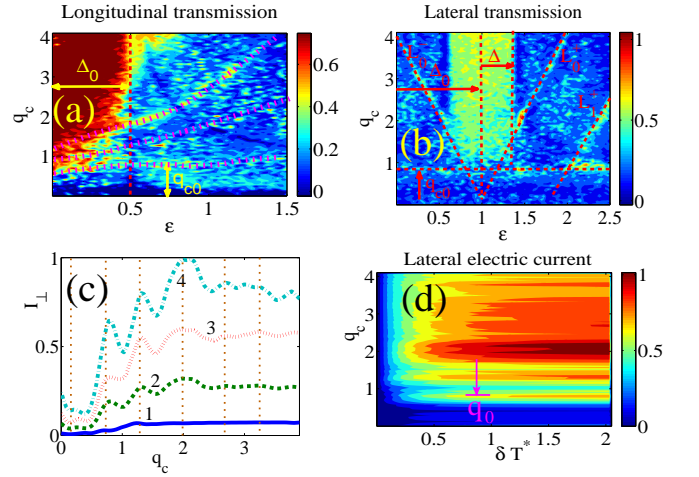 Longitudinal transmission
q_c
4
3
2
1
Δ_0
(a)
q_c0
0.5
1
1.5
ε
0.6
0.4
0.2
0
Lateral transmission
q_c
4
3
2
1
Δ
(b)
q_c0
0.5
1
1.5
2
2.5
ε
1
0.5
0
I_⊥
1
0.5
0
(c)
4
3
2
1
0
1
2
3
q_c
Lateral electric current
q_c
4
3
2
1
(d)
q_0
0.5
1
1.5
2
δ T^*
1
0.5
0